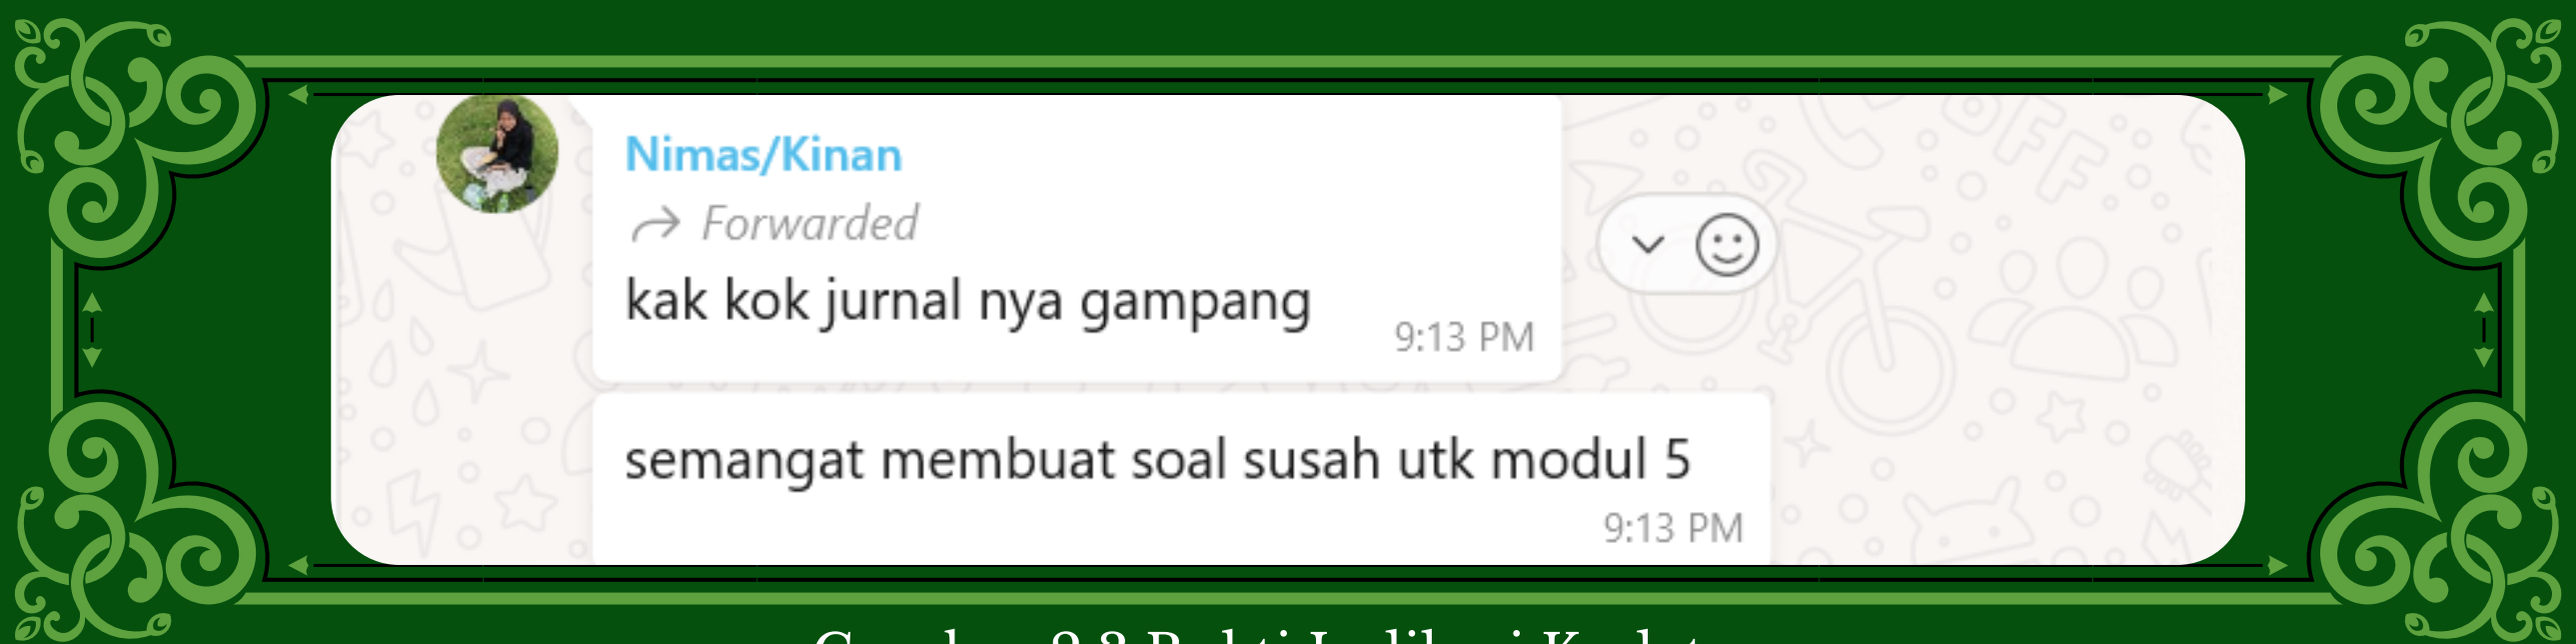 Nimas/Kinan
Forwarded
kak kok jurnal nya gampang
9:13 PM
semangat membuat soal susah utk modul 5
9:13 PM